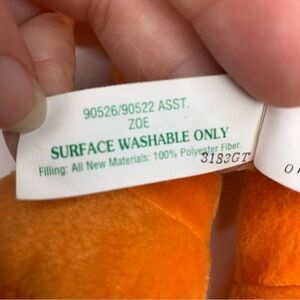 90526/90522 ASST.
ZOE
SURFACE WASHABLE ONLY
Filling: All New Materials: 100% Polyester Fiber.
3183GT